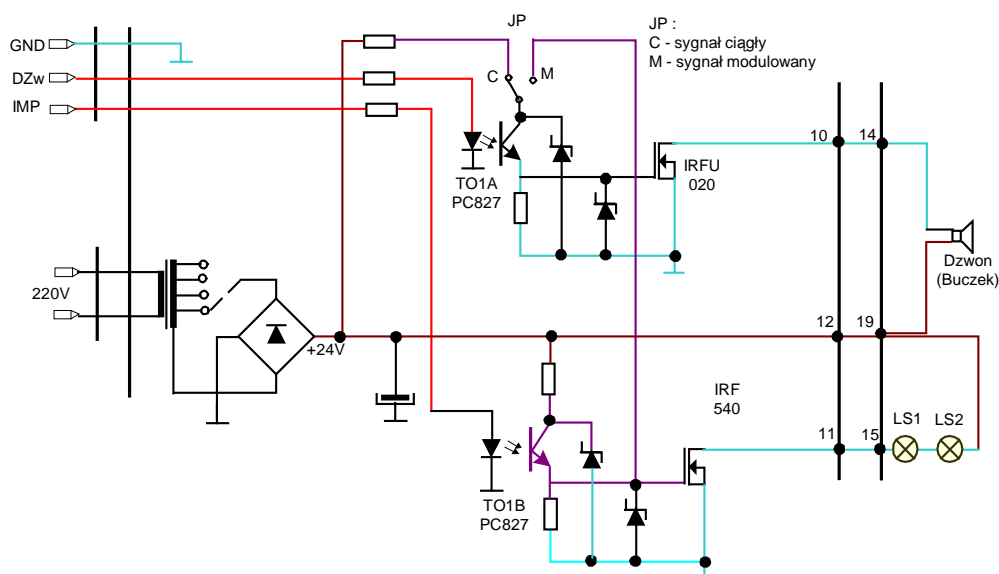 JP
JP :
C - sygnał ciągły
M - sygnał modulowany
GND
DZw
IMP
C
M
TO1A
PC827
IRFU
020
10
14
Dzwon
(Buczek)
220V
+24V
12
19
IRF
540
11
15
LS1
LS2
TO1B
PC827